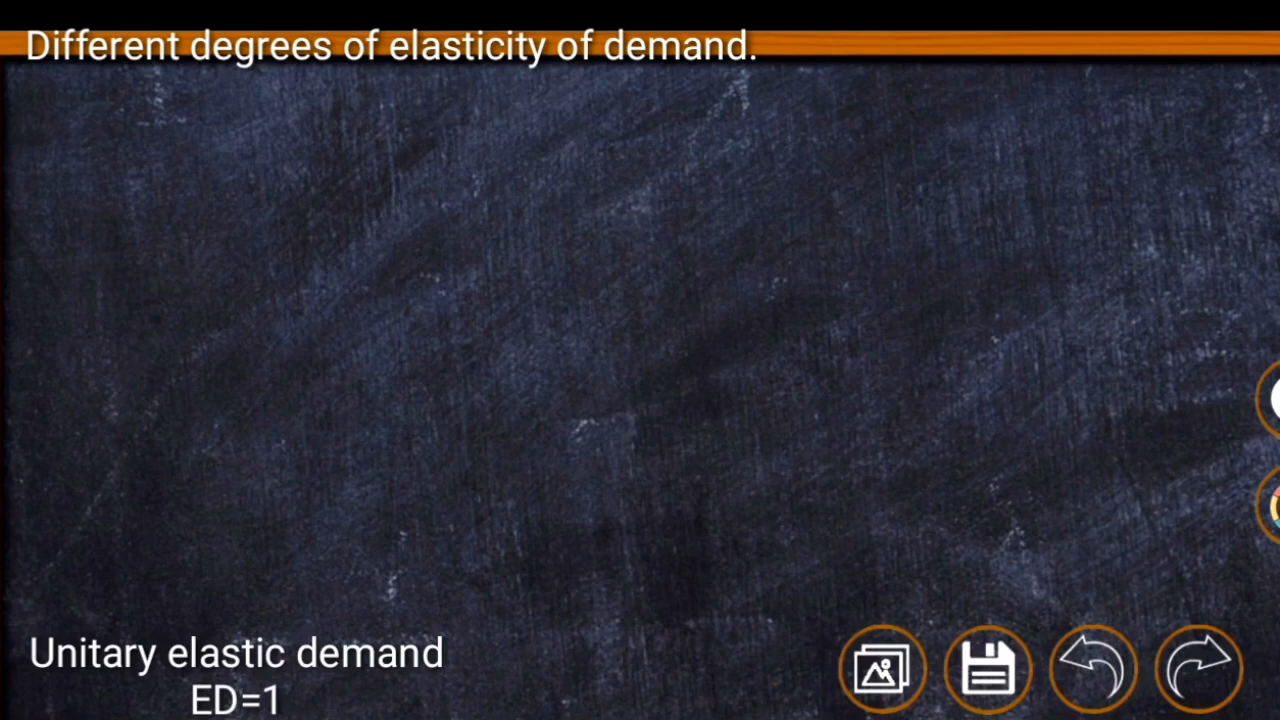 Different degrees of elasticity of demand.
Unitary elastic demand
ED=1